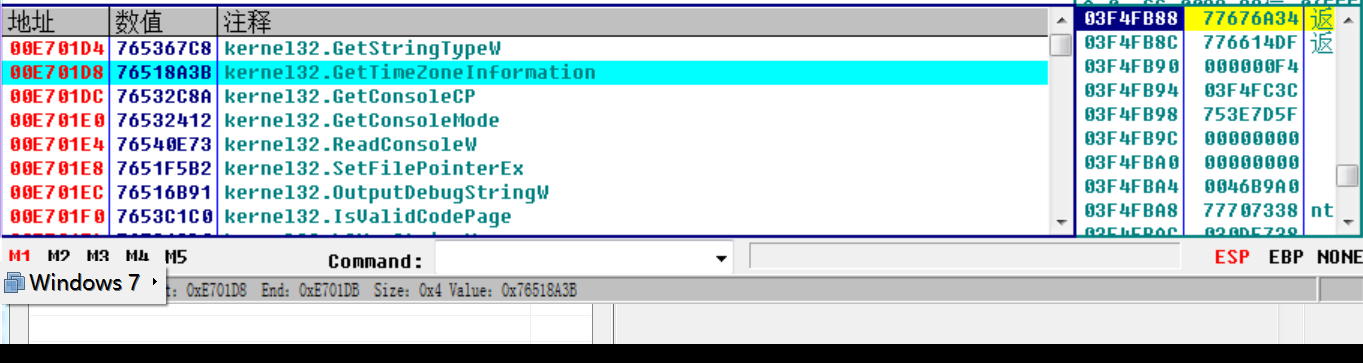 地址 数值 注释
00E701D4 765367C8 kernel32.GetStringTypeW
00E701D8 76518A3B kernel32.GetTimeZoneInformation
00E701DC 76532C8A kernel32.GetConsoleCP
00E701E0 76532412 kernel32.GetConsoleMode
00E701E4 76540E73 kernel32.ReadConsoleW
00E701E8 7651F5B2 kernel32.SetFilePointerEx
00E701EC 76516B91 kernel32.OutputDebugStringW
00E701F0 7653C1C0 kernel32.IsValidCodePage
03F4FB88 77676A34 返
03F4FB8C 776614DF 返
03F4FB90 000000F4
03F4FB94 03F4FC3C
03F4FB98 753E7D5F
03F4FB9C 00000000
03F4FBA0 00000000
03F4FBA4 0046B9A0
03F4FBA8 77707338 nt
M1 M2 M3 M4 M5 Command: ESP EBP NONE
Windows 7
t: 0xE701D8 End: 0xE701DB Size: 0x4 Value: 0x76518A3B